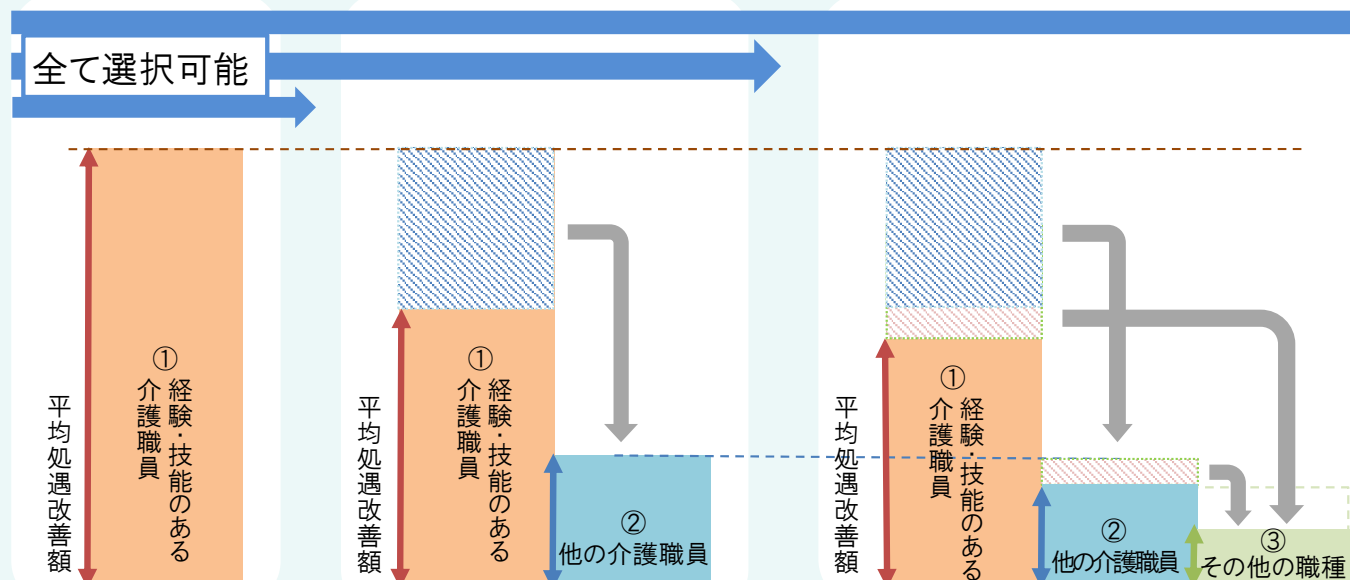 全て選択可能
平均処遇改善額
①
経験・技能のある
介護職員
平均処遇改善額
①
経験・技能のある
介護職員
②
他の介護職員
平均処遇改善額
①
経験・技能のある
介護職員
②
他の介護職員
③
その他の職種